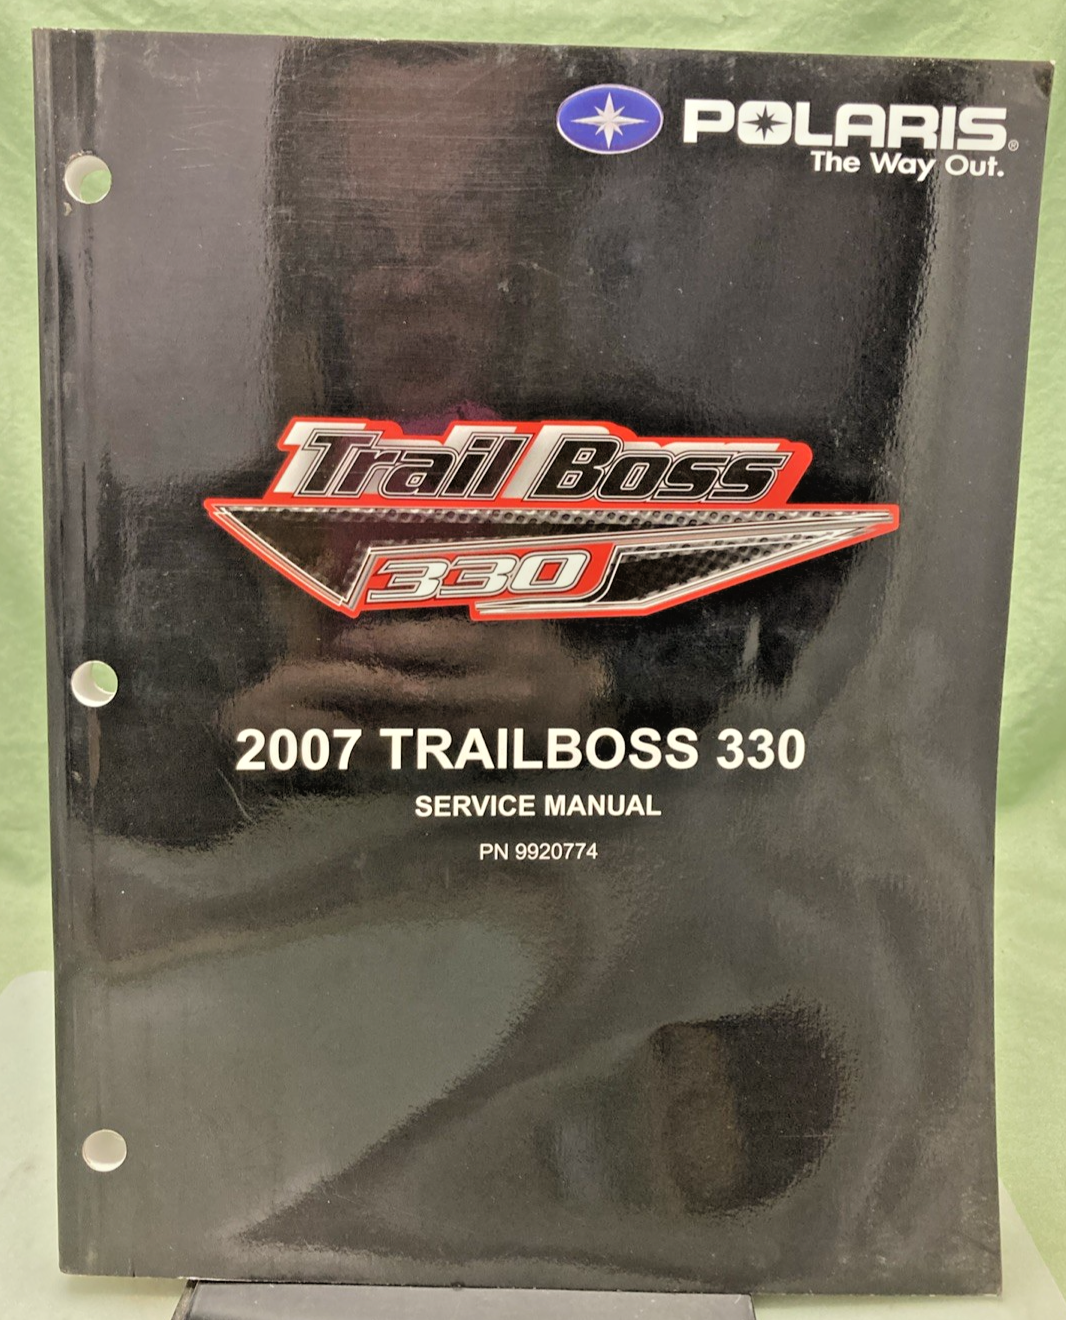 POLARIS®
The Way Out.
Trail Boss
330
2007 TRAILBOSS 330
SERVICE MANUAL
PN 9920774